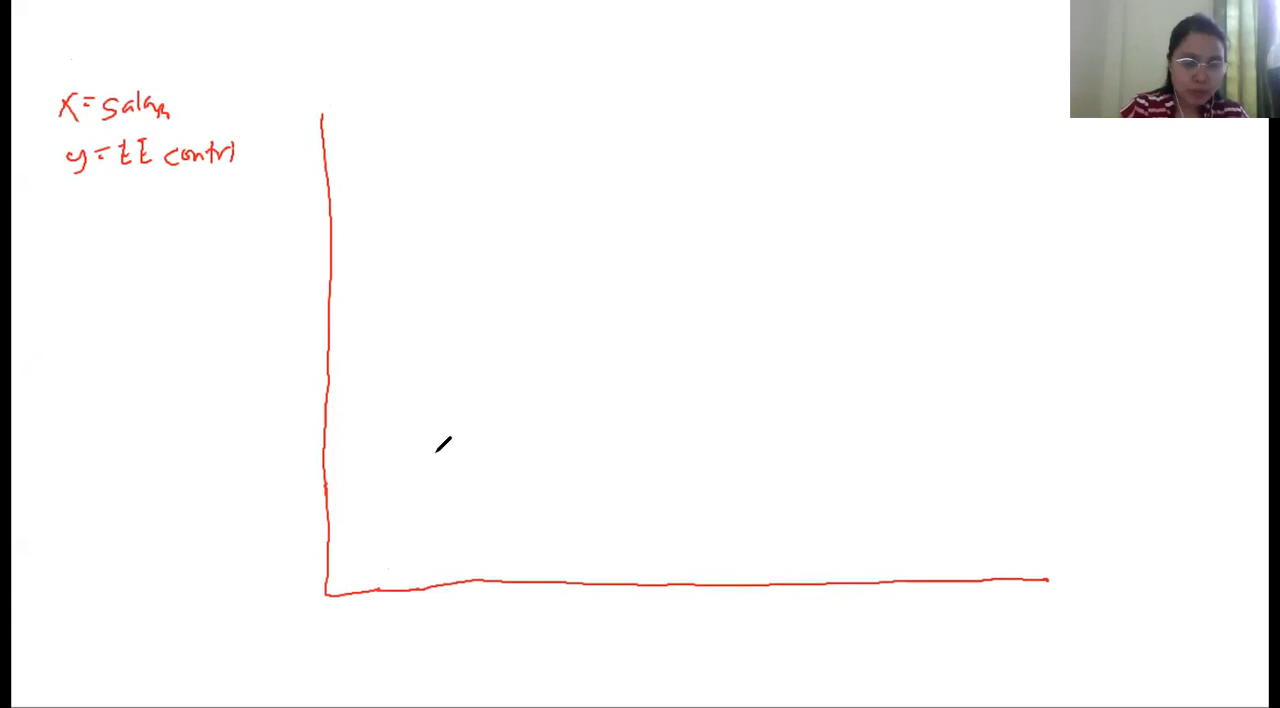 x = Salary
y = EE contri